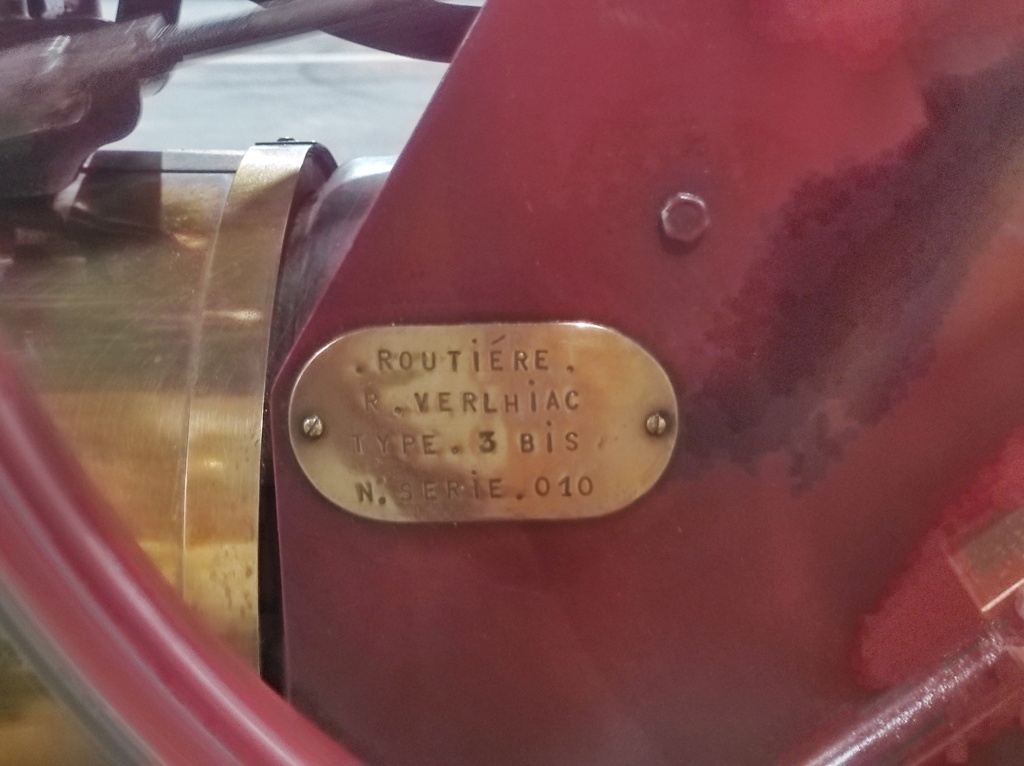 .ROUTIÉRE.
R.VERLHIAC
TYPE.3 BIS
N.SERIE.010